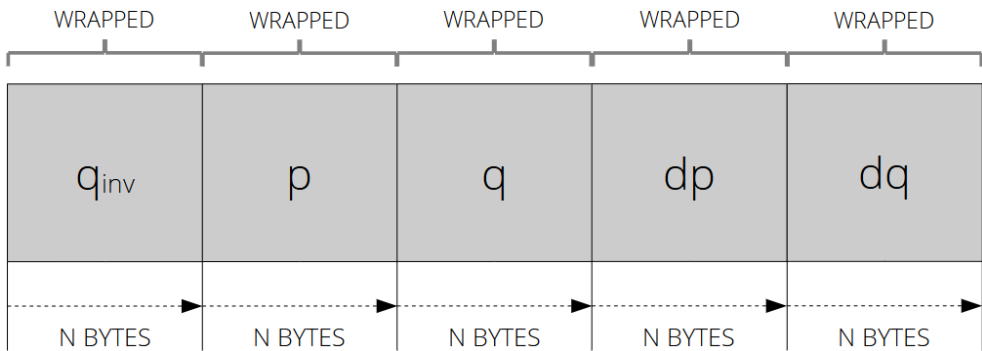 WRAPPED WRAPPED WRAPPED WRAPPED WRAPPED
qinv p q dp dq
N BYTES N BYTES N BYTES N BYTES N BYTES